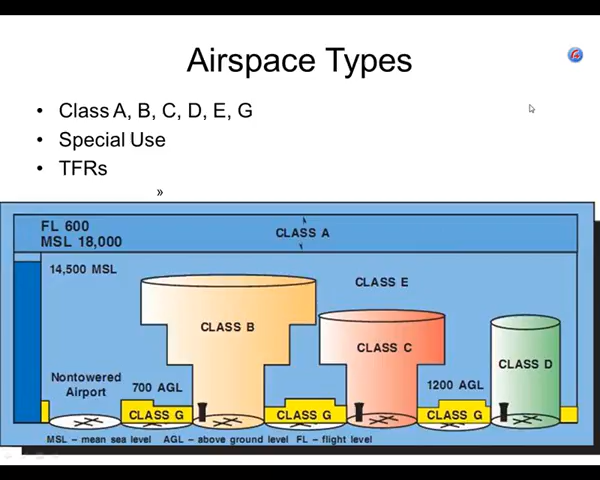 Airspace Types
• Class A, B, C, D, E, G
• Special Use
• TFRs
»
FL 600
MSL 18,000
CLASS A
14,500 MSL
CLASS E
CLASS B
CLASS C
CLASS D
Nontowered
Airport
700 AGL
1200 AGL
CLASS G
CLASS G
CLASS G
MSL – mean sea level AGL – above ground level FL – flight level